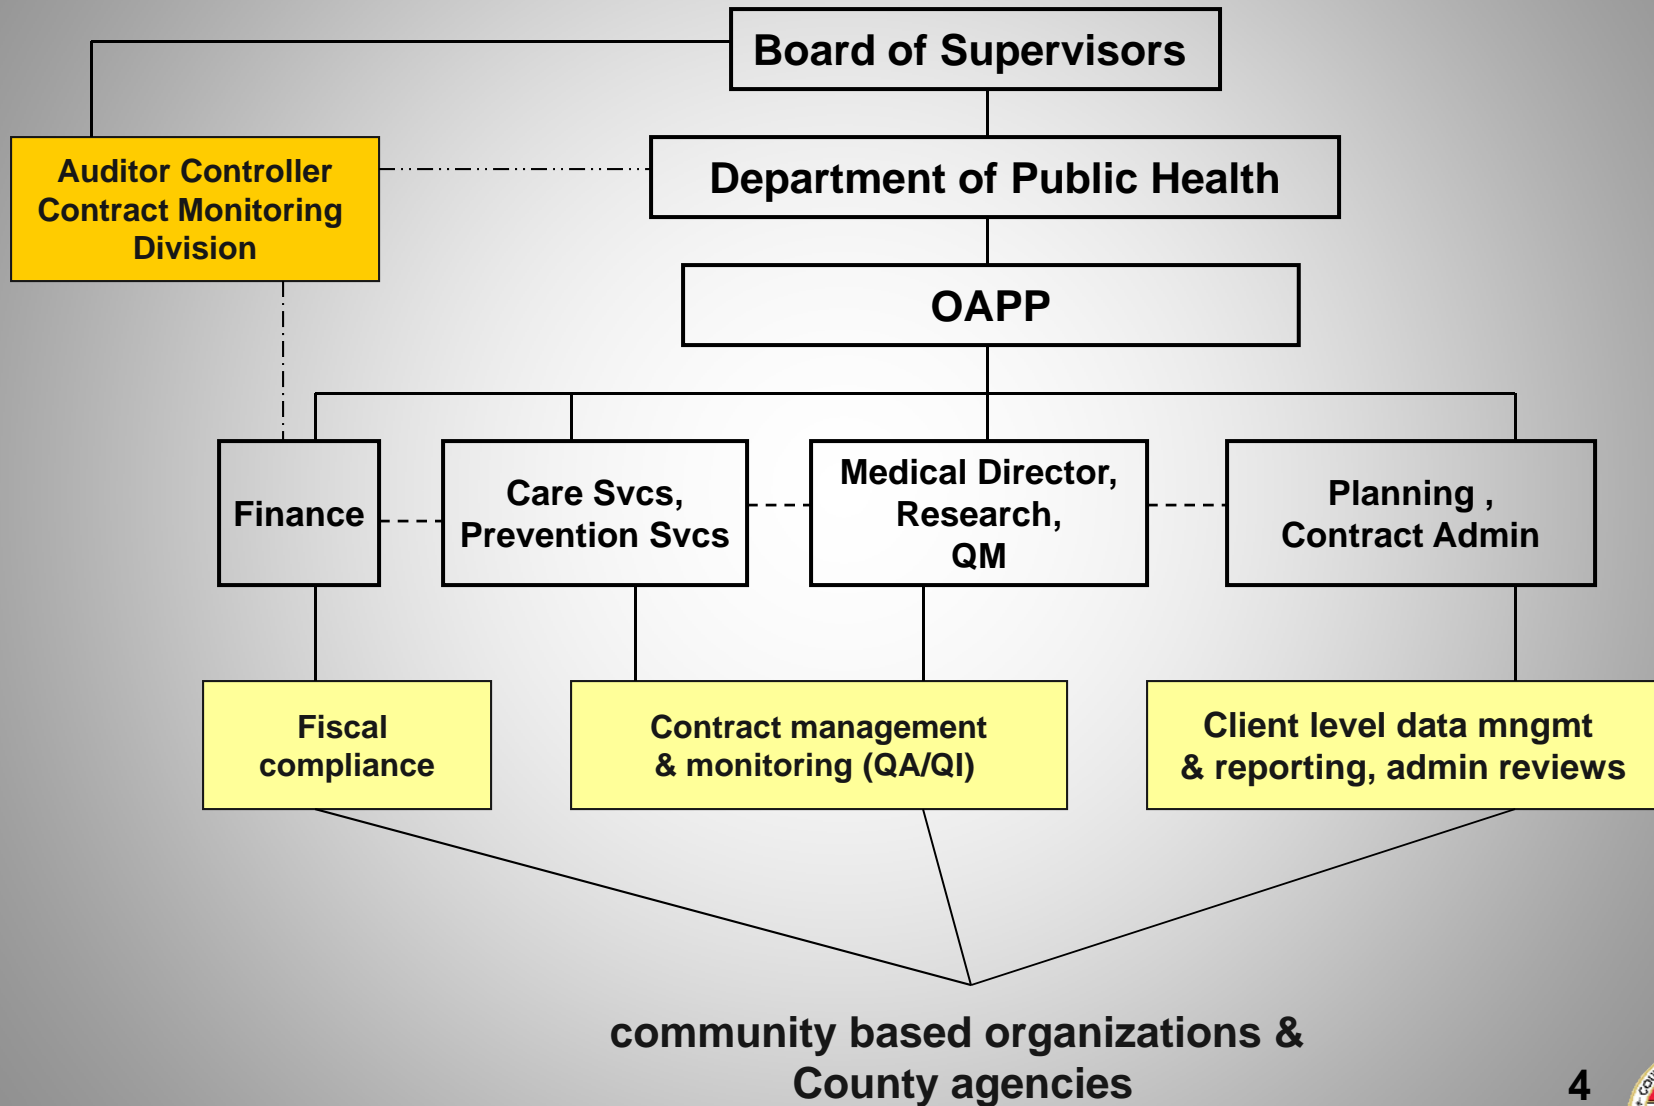 Board of Supervisors
Auditor Controller
Contract Monitoring
Division
Department of Public Health
OAPP
Finance
Care Svcs,
Prevention Svcs
Medical Director,
Research,
QM
Planning ,
Contract Admin
Fiscal
compliance
Contract management
& monitoring (QA/QI)
Client level data mngmt
& reporting, admin reviews
community based organizations &
County agencies
4